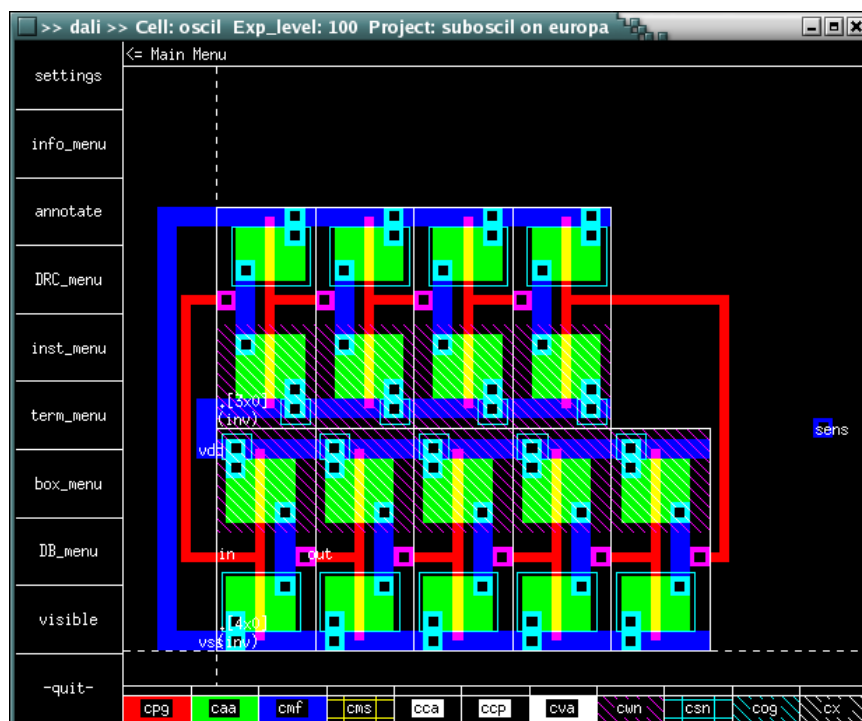 >> dali >> Cell: oscil Exp_level: 100 Project: suboscil on europa
<= Main Menu
settings
info_menu
annotate
DRC_menu
inst_menu
term_menu
box_menu
DB_menu
visible
-quit-
.[3x0]
(inv)
vdd
sens
in
out
.[4x0]
vss
(inv)
cpg
caa
cmf
cms
cca
ccp
cva
cwn
csn
cog
cx